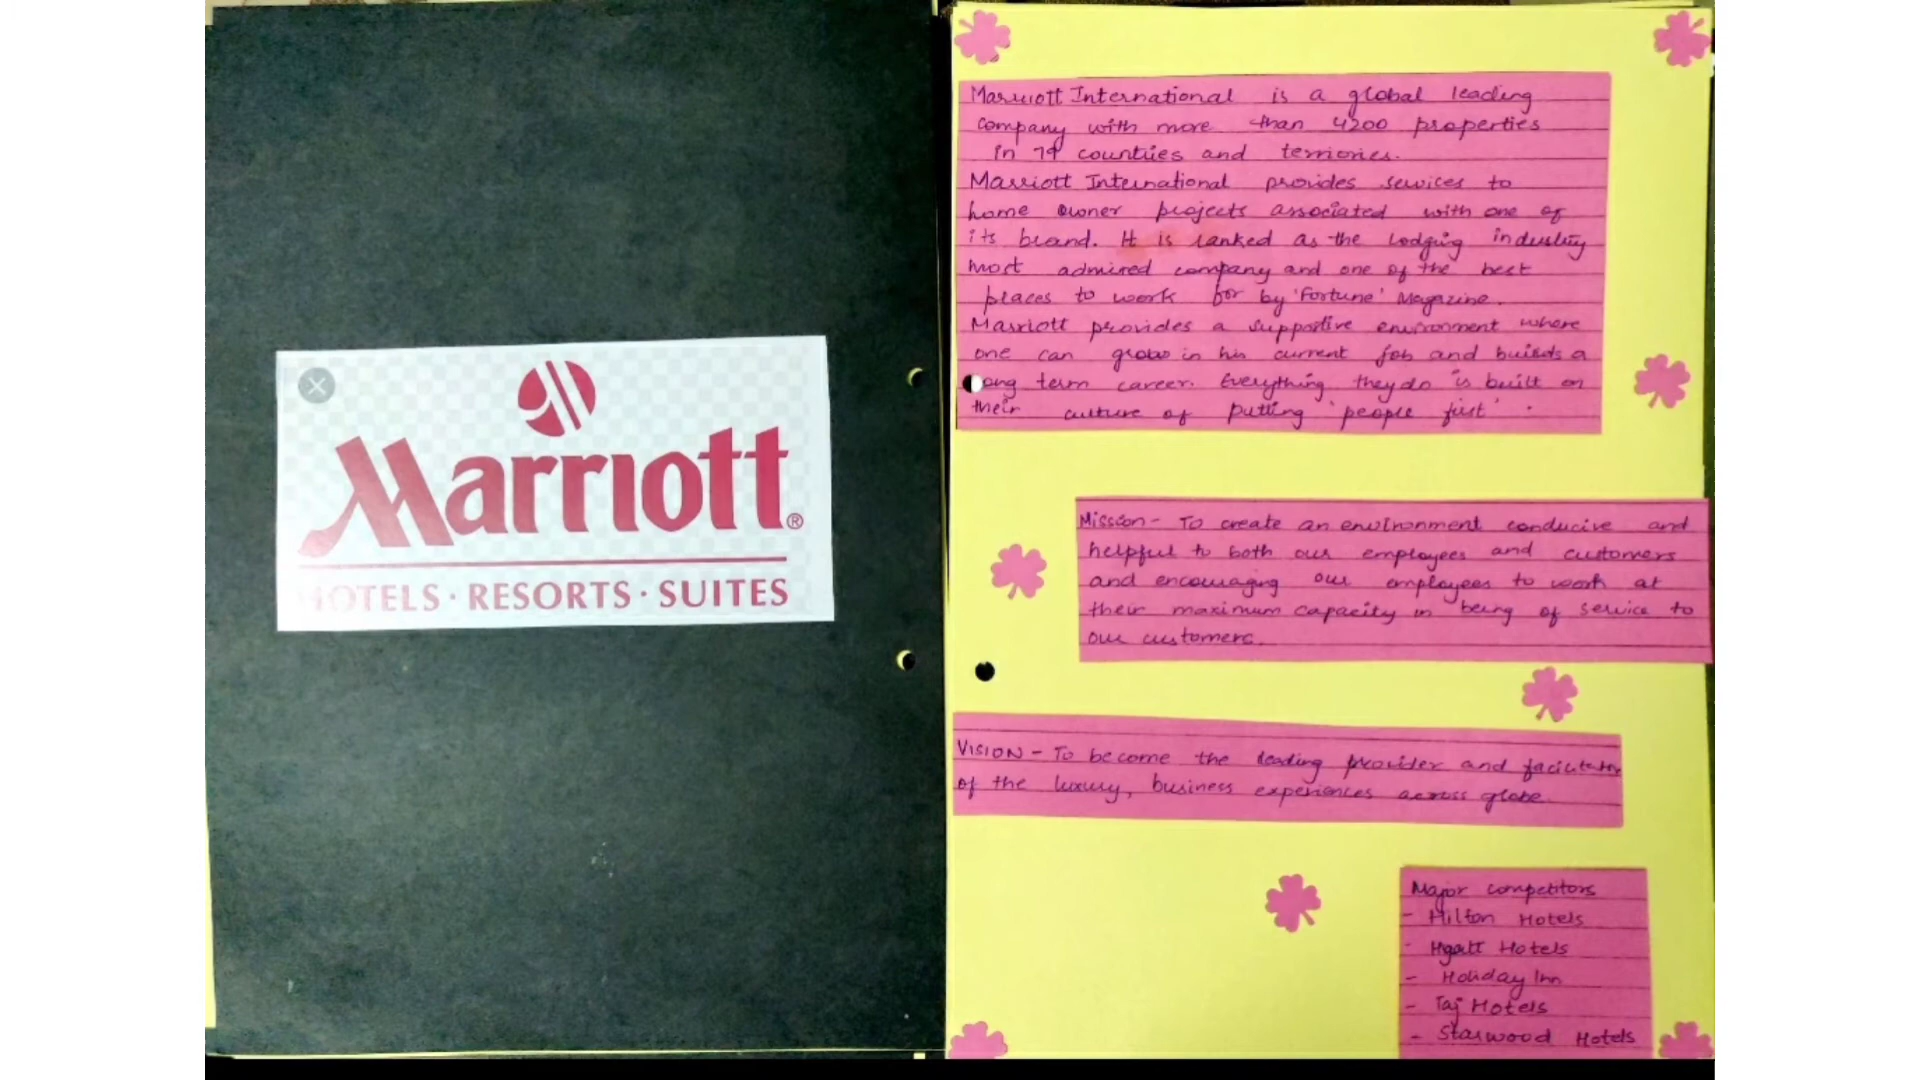 Marriott®
HOTELS · RESORTS · SUITES
Marriott International is a global leading
company with more than 4200 properties
in 79 countries and terriories.
Marriott International provides services to
home owner projects associated with one of
its brand. It is ranked as the lodging industry
most admired company and one of the best
places to work for by 'Fortune' Magazine.
Marriott provides a supportive environment where
one can grow in his current job and builds a
long term career. Everything they do is built on
their culture of putting 'people first'.
Mission - To create an environment conducive and
helpful to both our employees and customers
and encouraging our employees to work at
their maximum capacity in being of service to
our customers.
VISION - To become the leading provider and facilitator
of the luxury, business experiences across globe.
Major competitors
- Hilton Hotels
- Hyatt Hotels
- Holiday Inn
- Taj Hotels
- Starwood Hotels